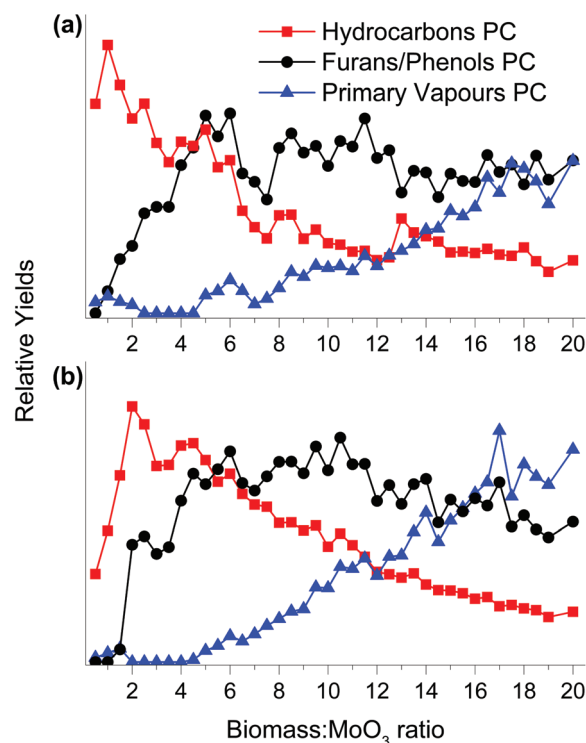 (a)
Hydrocarbons PC
Furans/Phenols PC
Primary Vapours PC
2 4 6 8 10 12 14 16 18 20
Relative Yields
(b)
2 4 6 8 10 12 14 16 18 20
Biomass:MoO₃ ratio